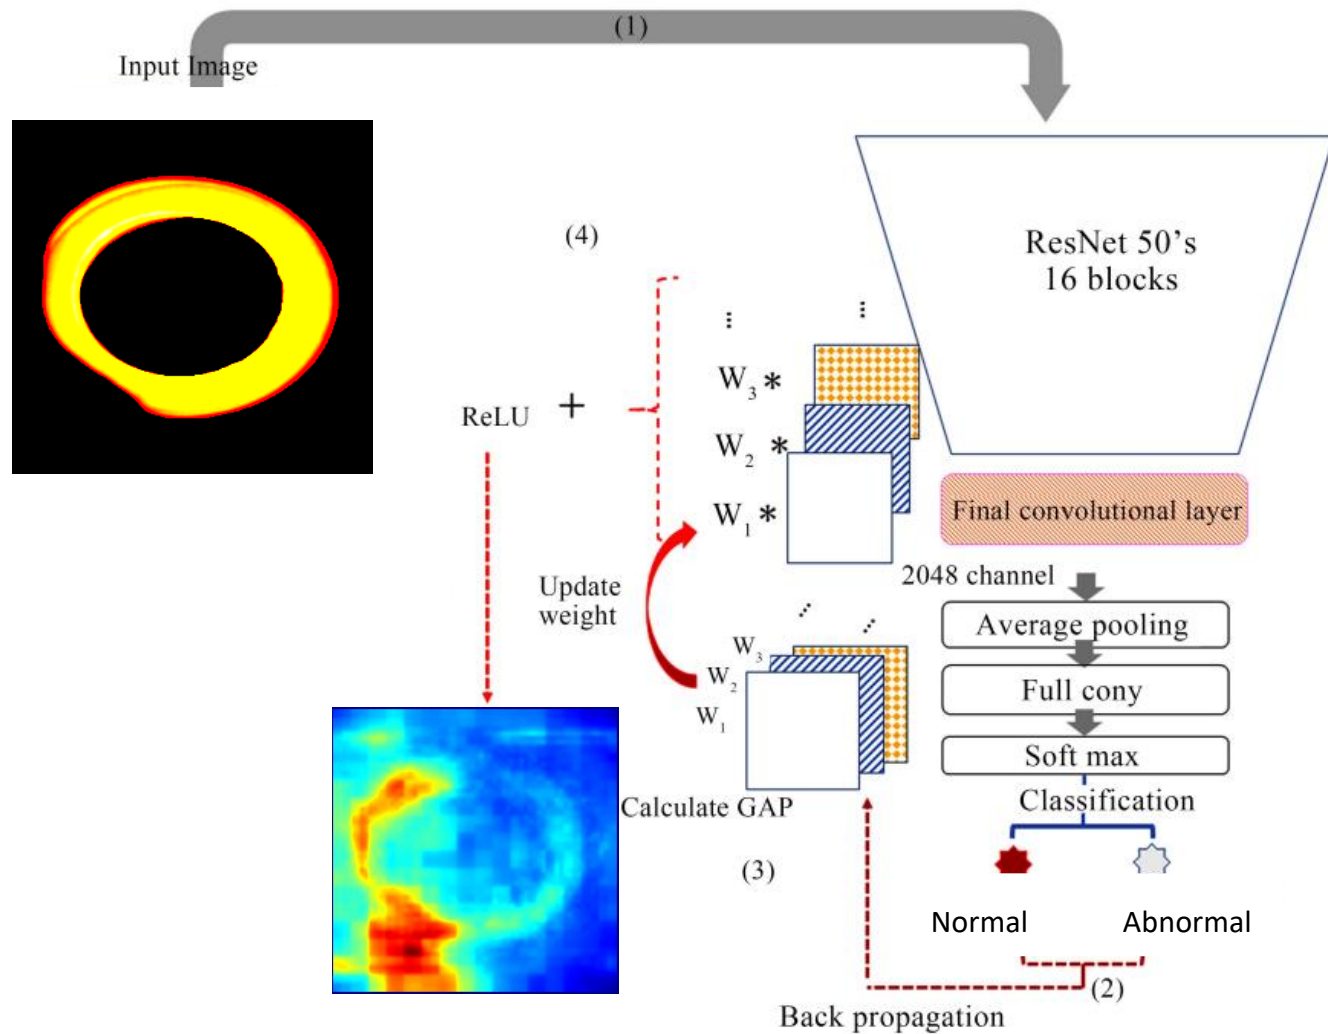 (1)
Input Image
ResNet 50's
16 blocks
(4)
W3 *
ReLU +
W2 *
W1 *
Final convolutional layer
2048 channel
Update
weight
Average pooling
W3
W2
W1
Full cony
Soft max
Calculate GAP
Classification
(3)
Normal
Abnormal
(2)
Back propagation